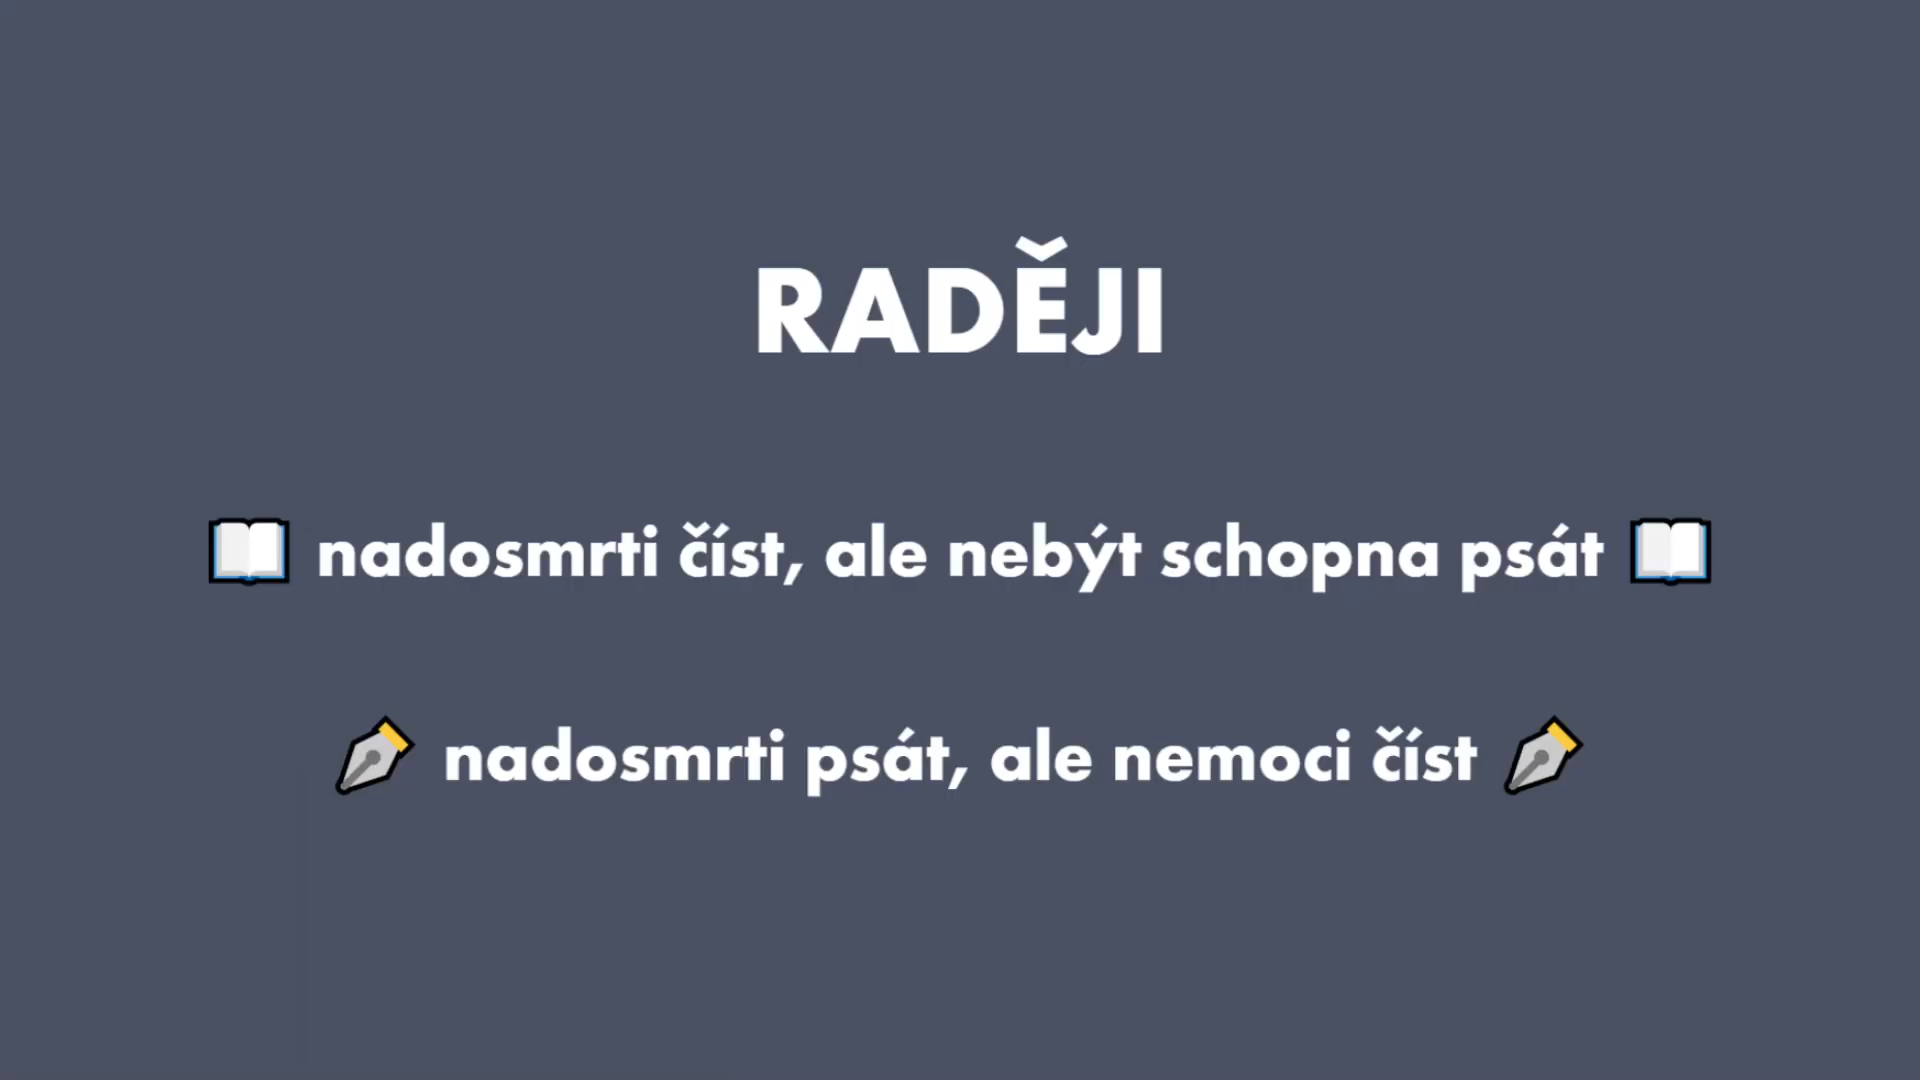 RADĚJI
📖 nadosmrti číst, ale nebýt schopna psát 📖
🖋 nadosmrti psát, ale nemoci číst 🖋